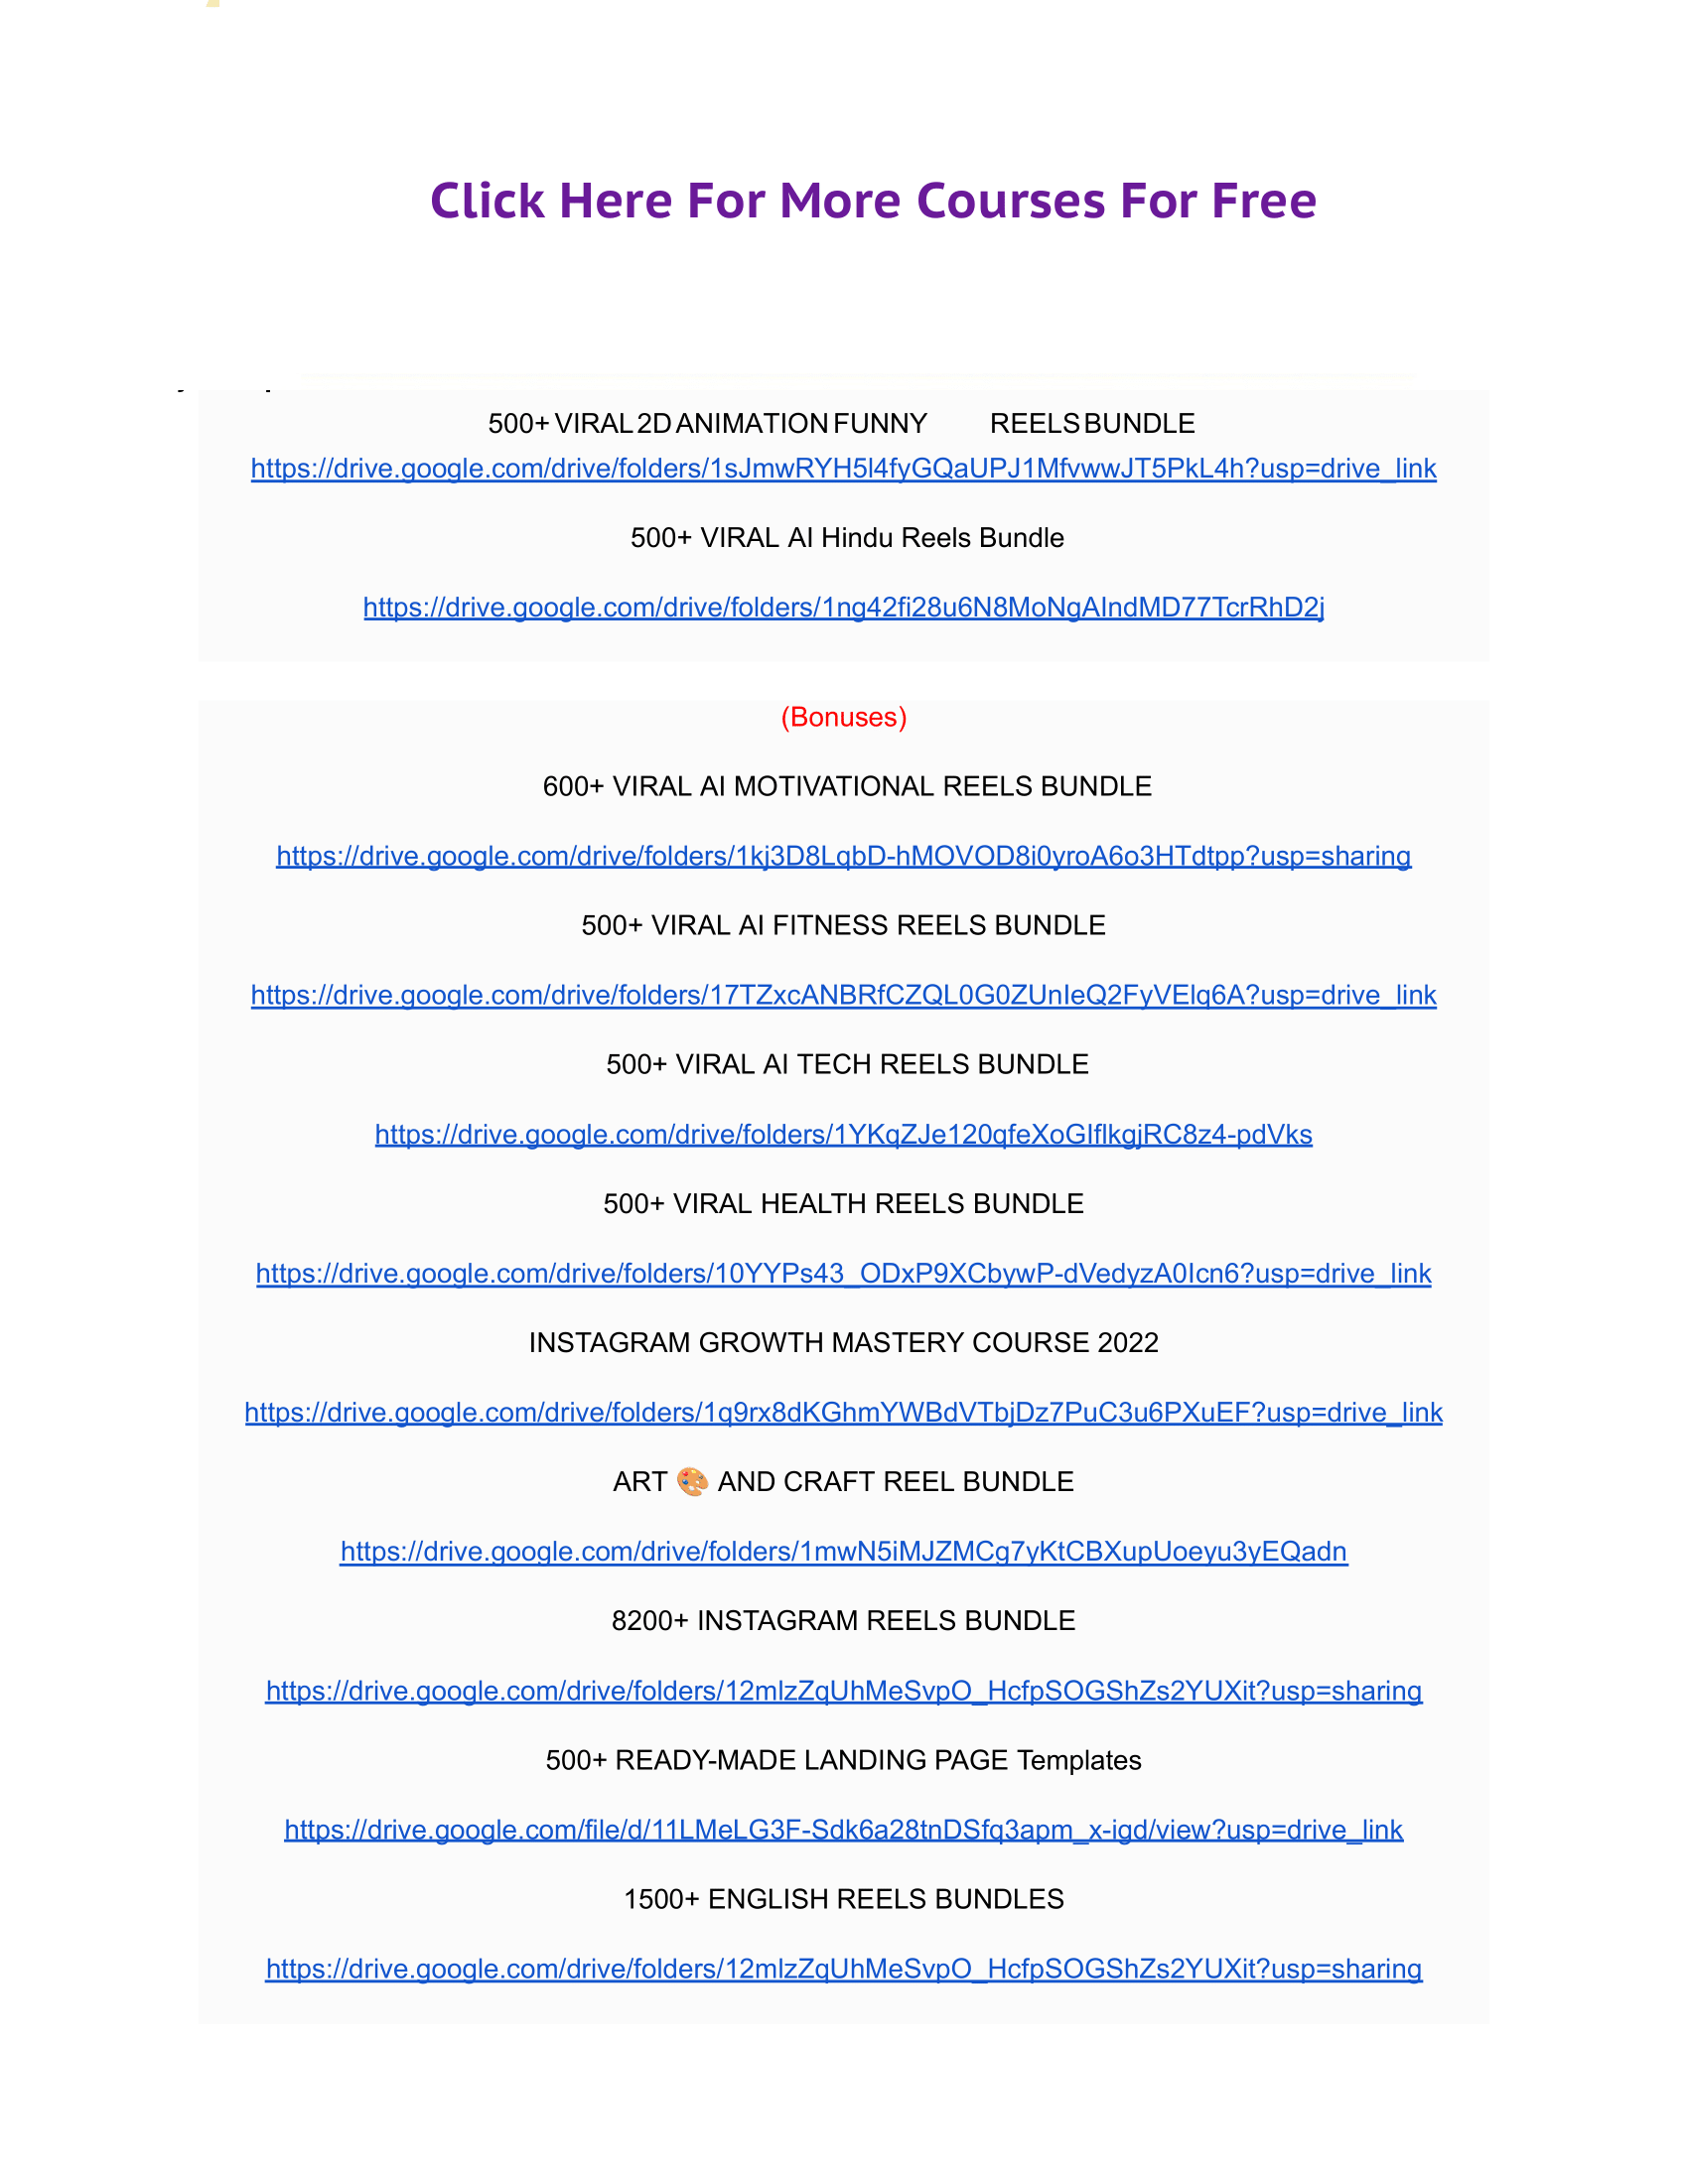 Click Here For More Courses For Free
500+ VIRAL 2D ANIMATION FUNNY REELS BUNDLE
https://drive.google.com/drive/folders/1sJmwRYH5l4fyGQaUPJ1MfvwwJT5PkL4h?usp=drive_link
500+ VIRAL AI Hindu Reels Bundle
https://drive.google.com/drive/folders/1ng42fi28u6N8MoNgAIndMD77TcrRhD2j
(Bonuses)
600+ VIRAL AI MOTIVATIONAL REELS BUNDLE
https://drive.google.com/drive/folders/1kj3D8LqbD-hMOVOD8i0yroA6o3HTdtpp?usp=sharing
500+ VIRAL AI FITNESS REELS BUNDLE
https://drive.google.com/drive/folders/17TZxcANBRfCZQL0G0ZUnIeQ2FyVElq6A?usp=drive_link
500+ VIRAL AI TECH REELS BUNDLE
https://drive.google.com/drive/folders/1YKqZJe120qfeXoGIflkgjRC8z4-pdVks
500+ VIRAL HEALTH REELS BUNDLE
https://drive.google.com/drive/folders/10YYPs43_ODxP9XCbywP-dVedyzA0Icn6?usp=drive_link
INSTAGRAM GROWTH MASTERY COURSE 2022
https://drive.google.com/drive/folders/1q9rx8dKGhmYWBdVTbjDz7PuC3u6PXuEF?usp=drive_link
ART 🎨 AND CRAFT REEL BUNDLE
https://drive.google.com/drive/folders/1mwN5iMJZMCg7yKtCBXupUoeyu3yEQadn
8200+ INSTAGRAM REELS BUNDLE
https://drive.google.com/drive/folders/12mlzZqUhMeSvpO_HcfpSOGShZs2YUXit?usp=sharing
500+ READY-MADE LANDING PAGE Templates
https://drive.google.com/file/d/11LMeLG3F-Sdk6a28tnDSfq3apm_x-igd/view?usp=drive_link
1500+ ENGLISH REELS BUNDLES
https://drive.google.com/drive/folders/12mlzZqUhMeSvpO_HcfpSOGShZs2YUXit?usp=sharing